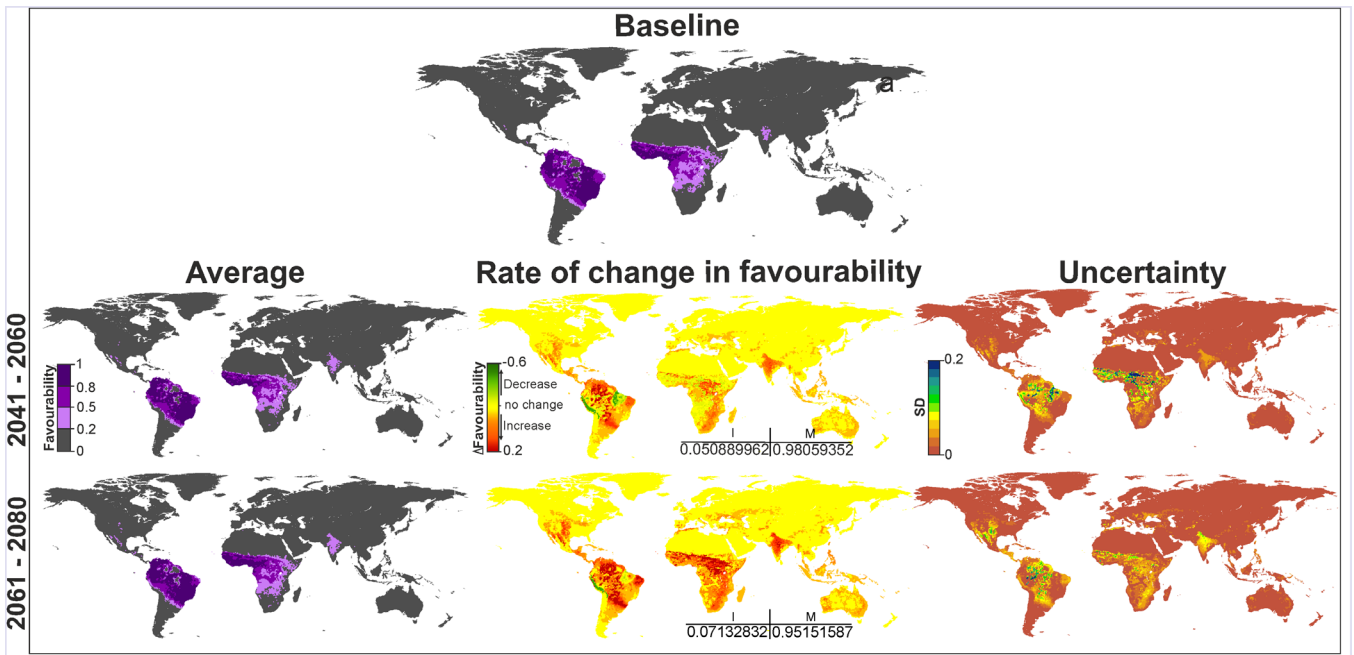 Baseline
a
Average
Rate of change in favourability
Uncertainty
2041 - 2060
Favourability
1
0.8
0.5
0.2
0
ΔFavourability
-0.6
Decrease
no change
Increase
0.2
I M
0.050889962 0.98059352
SD
0.2
0
2061 - 2080
I M
0.07132832 0.95151587